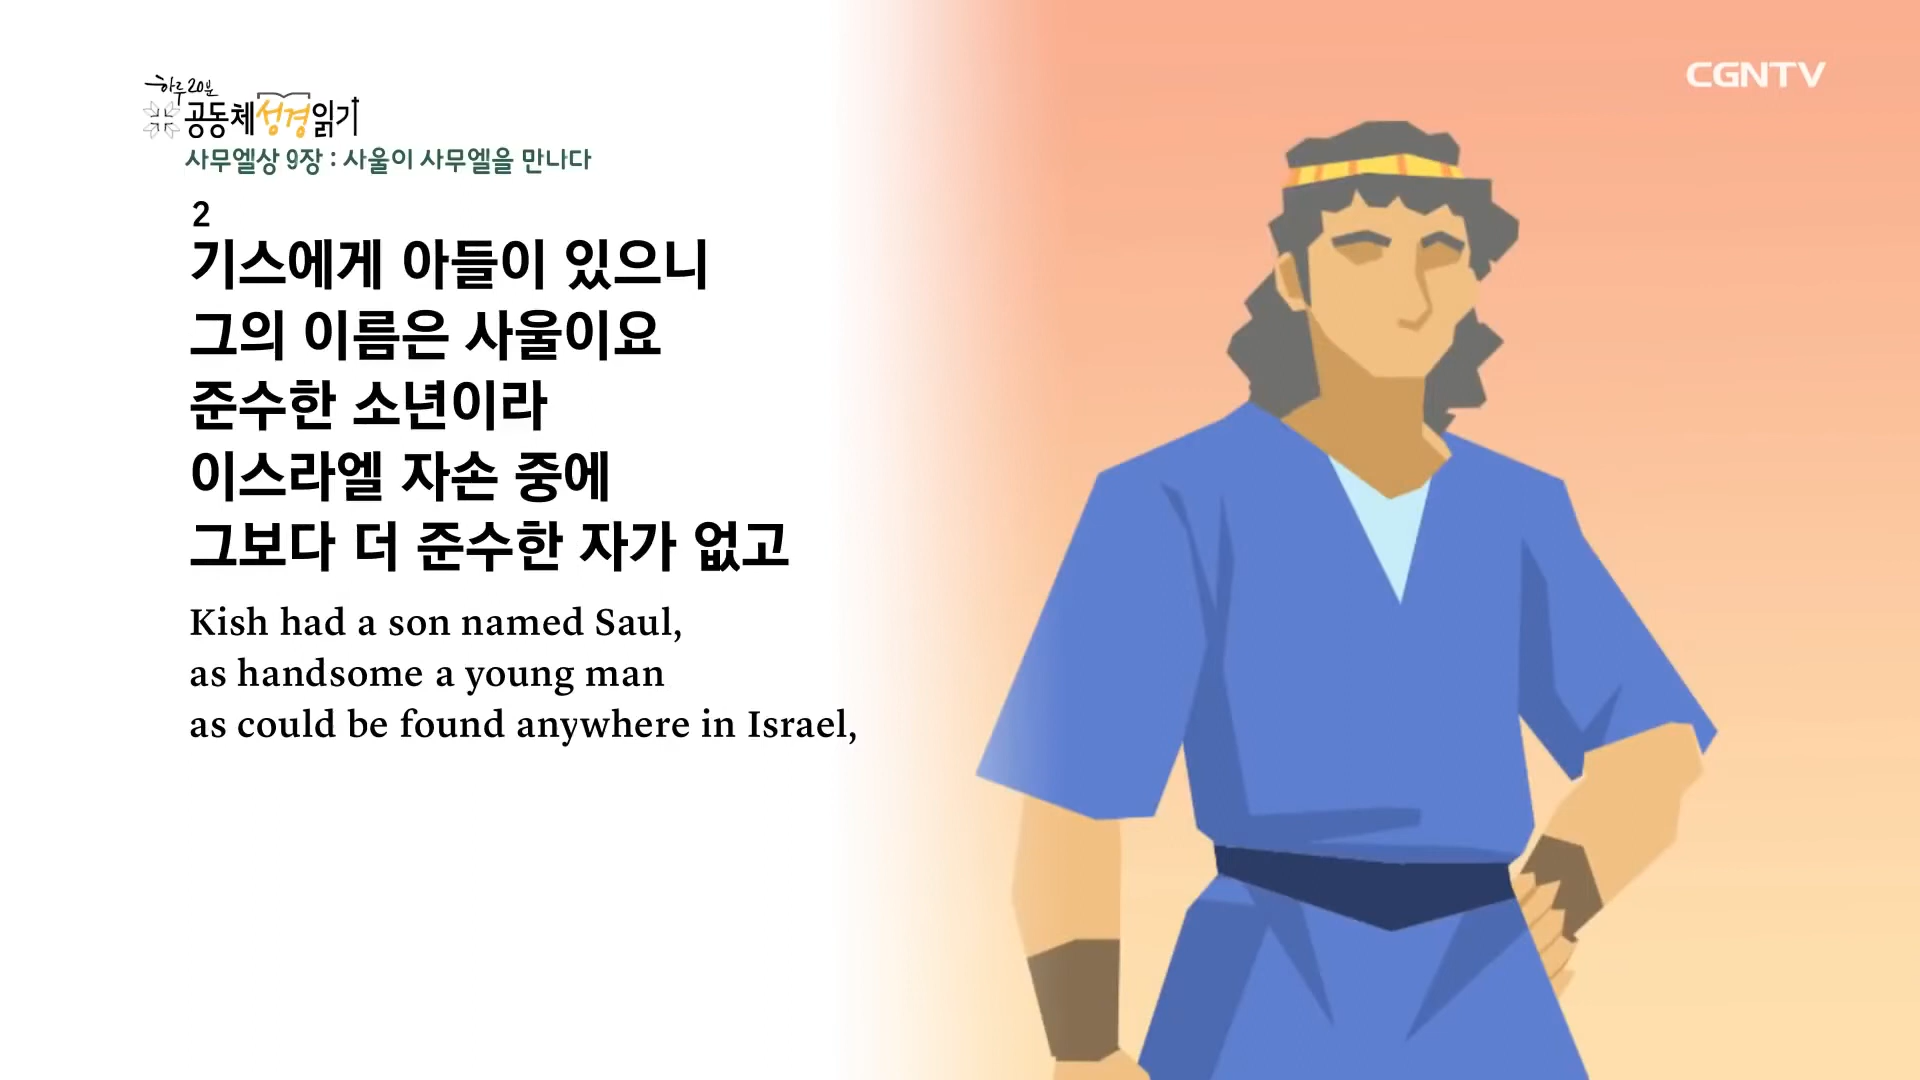 하루 20분
공동체성경읽기
CGNTV
사무엘상 9장 : 사울이 사무엘을 만나다
2
기스에게 아들이 있으니
그의 이름은 사울이요
준수한 소년이라
이스라엘 자손 중에
그보다 더 준수한 자가 없고
Kish had a son named Saul,
as handsome a young man
as could be found anywhere in Israel,